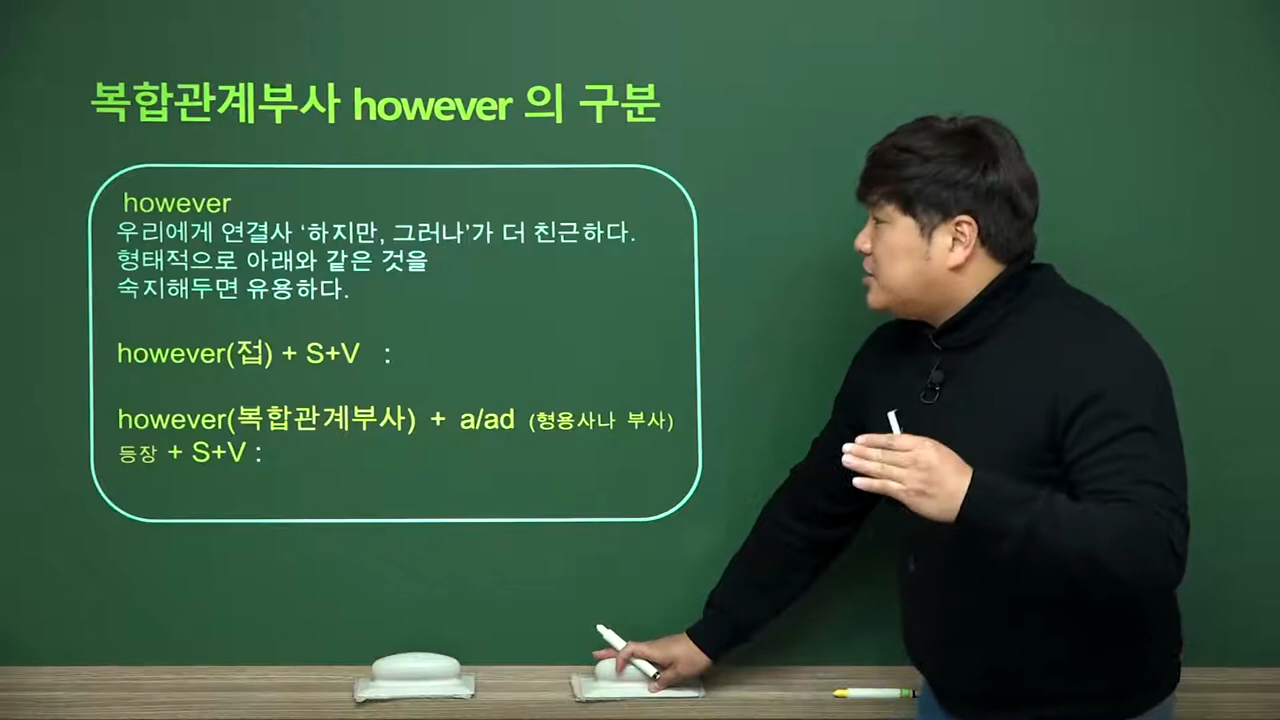 복합관계부사 however 의 구분
however
우리에게 연결사 ‘하지만, 그러나’가 더 친근하다.
형태적으로 아래와 같은 것을
숙지해두면 유용하다.
however(접) + S+V :
however(복합관계부사) + a/ad (형용사나 부사)
등장 + S+V :